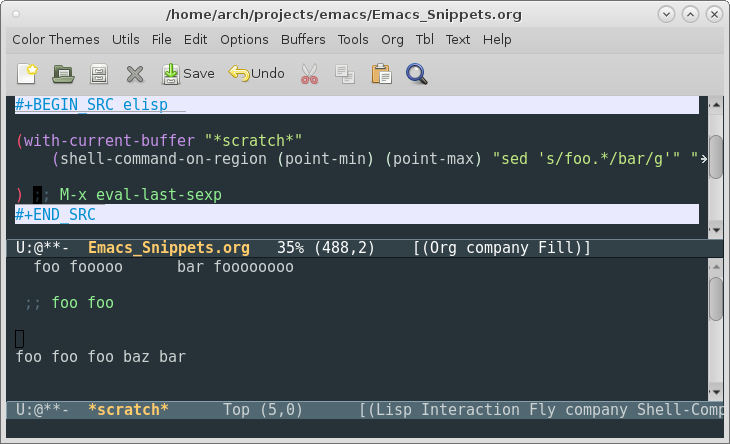 /home/arch/projects/emacs/Emacs_Snippets.org
Color Themes Utils File Edit Options Buffers Tools Org Tbl Text Help
Save Undo
#+BEGIN_SRC elisp
(with-current-buffer "*scratch*"
(shell-command-on-region (point-min) (point-max) "sed 's/foo.*/bar/g'" "
) ;; M-x eval-last-sexp
#+END_SRC
U:@**- Emacs_Snippets.org 35% (488,2) [(Org company Fill)]
foo fooooo bar foooooooo
;; foo foo
foo foo foo baz bar
U:@**- *scratch* Top (5,0) [(Lisp Interaction Fly company Shell-Comp